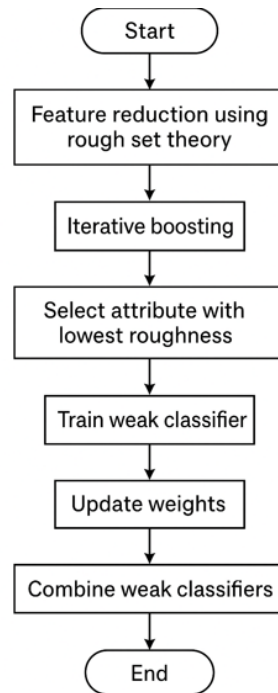 Start
Feature reduction using
rough set theory
Iterative boosting
Select attribute with
lowest roughness
Train weak classifier
Update weights
Combine weak classifiers
End